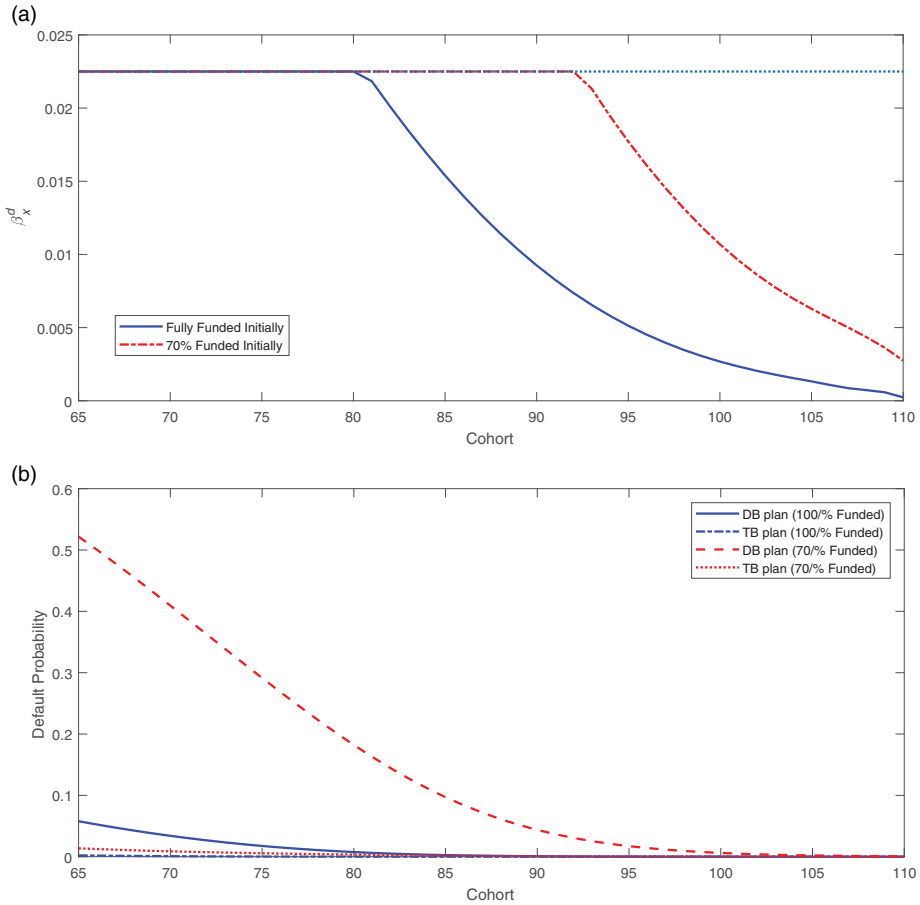 (a)
0.025
0.02
0.015
0.01
0.005
0
β_x^d
Fully Funded Initially
70% Funded Initially
65 70 75 80 85 90 95 100 105 110
Cohort
(b)
0.6
0.5
0.4
0.3
0.2
0.1
0
Default Probability
DB plan (100/% Funded)
TB plan (100/% Funded)
DB plan (70/% Funded)
TB plan (70/% Funded)
65 70 75 80 85 90 95 100 105 110
Cohort